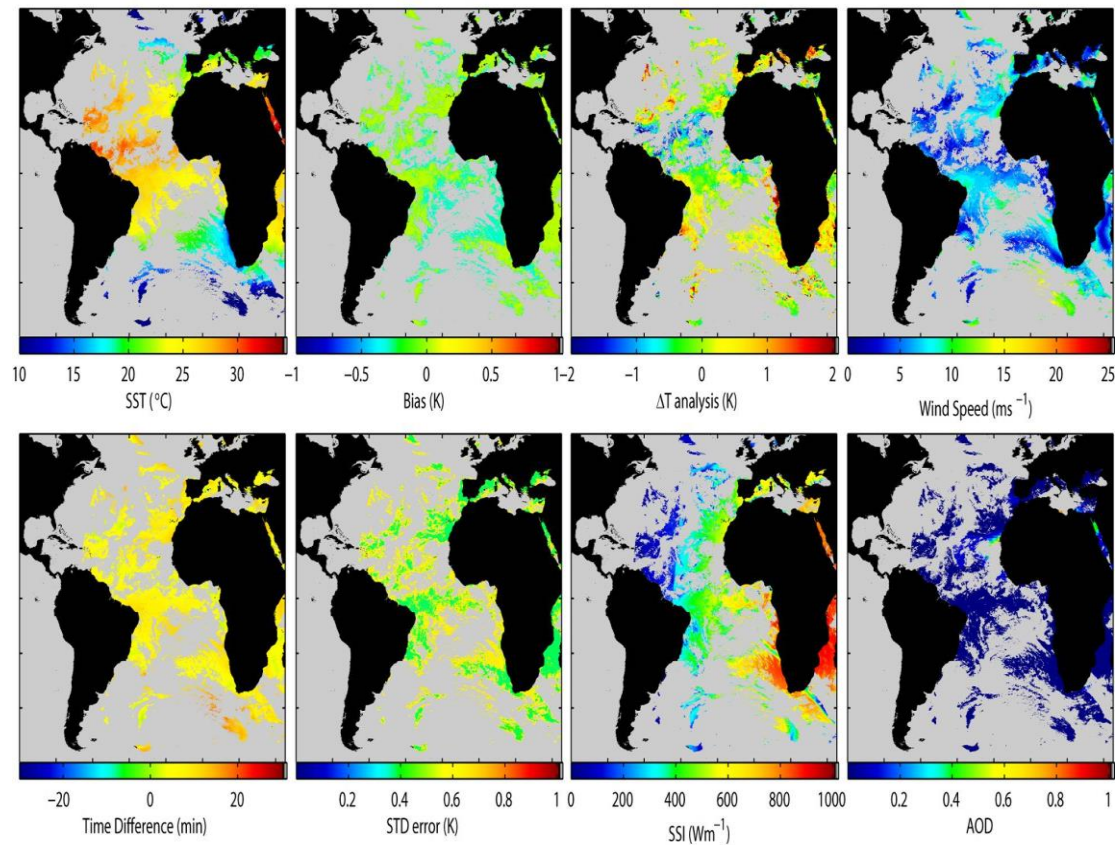 10 15 20 25 30 −1 −0.5 0 0.5 1−2 −1 0 1 2 0 5 10 15 20 25
SST (°C) Bias (K) ΔT analysis (K) Wind Speed (ms −1)
−20 0 20 0.2 0.4 0.6 0.8 1 0 200 400 600 800 1000 0.2 0.4 0.6 0.8 1
Time Difference (min) STD error (K) SSI (Wm−1) AOD